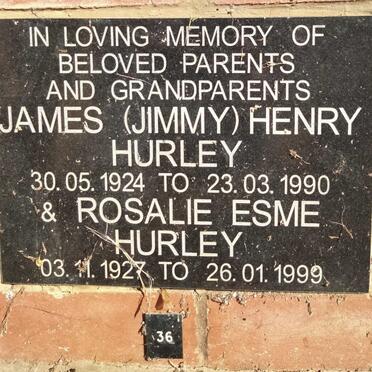 IN LOVING MEMORY OF
BELOVED PARENTS
AND GRANDPARENTS
JAMES (JIMMY) HENRY
HURLEY
30.05.1924 TO 23.03.1990
& ROSALIE ESME
HURLEY
03.11.1927 TO 26.01.1999
36